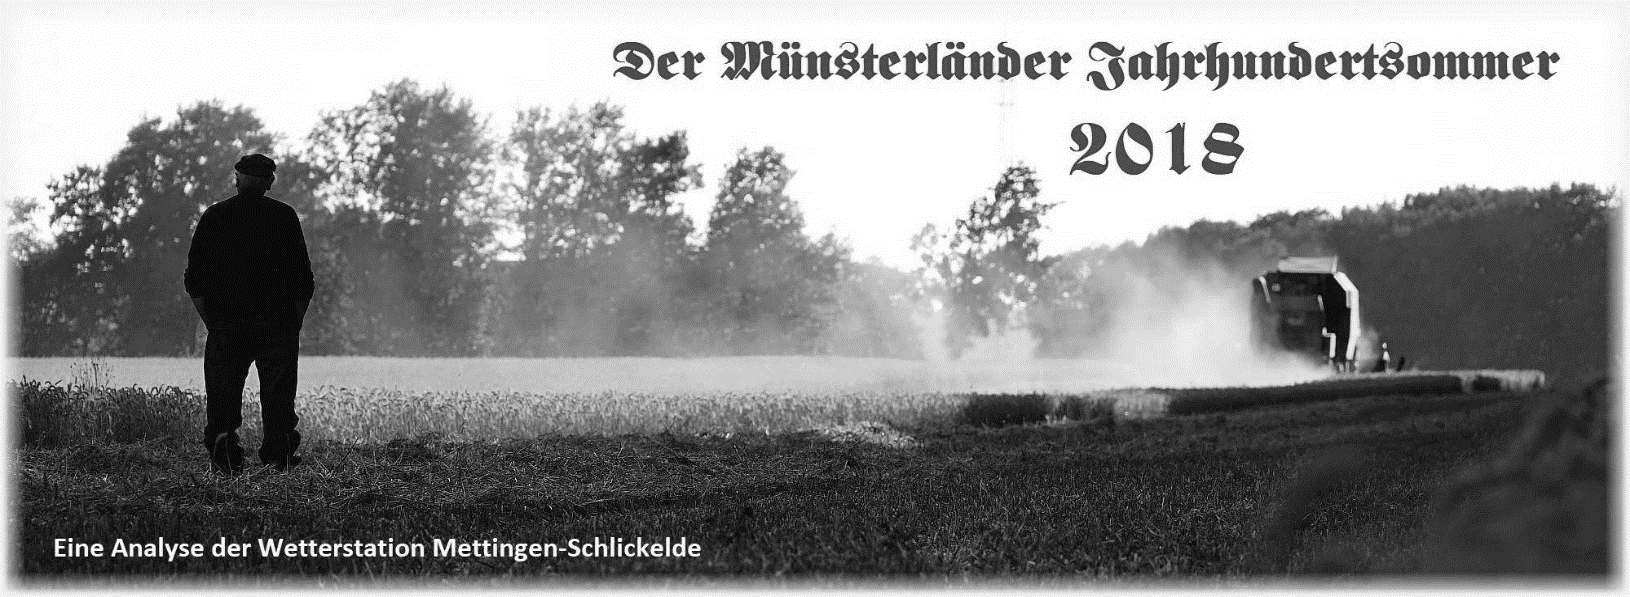 Der Münsterländer Jahrhundertsommer
2018
Eine Analyse der Wetterstation Mettingen-Schlickelde